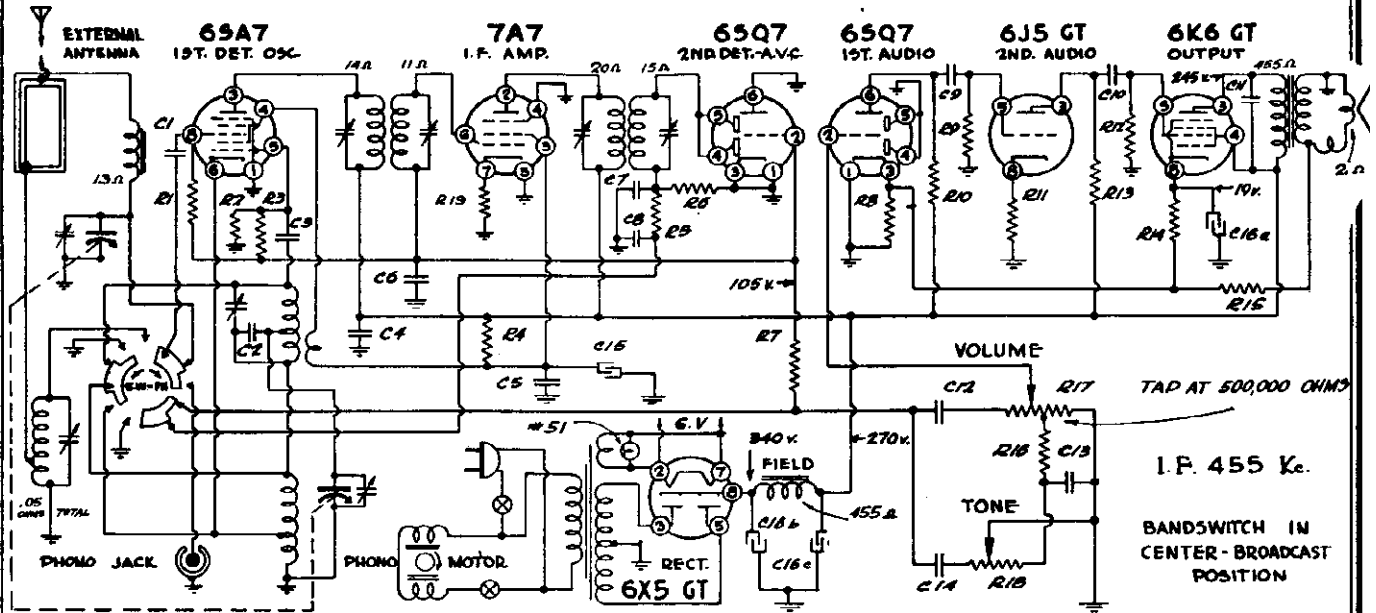 EXTERNAL
ANTENNA
6SA7
1ST. DET. OSC.
7A7
I.F. AMP.
6SQ7
2ND DET.-A.V.C.
6SQ7
1ST. AUDIO
6J5 GT
2ND. AUDIO
6K6 GT
OUTPUT
14Ω
11Ω
20Ω
15Ω
245 v.
455Ω
C1
C9
C10
C11
R9
R12
2Ω
13Ω
R1
R2
R3
C3
R19
C7
C8
R6
R5
R8
R10
R11
R13
R14
19 v.
C16a
C6
105 v.
R15
C2
C4
R4
C5
C15
R7
VOLUME
C12
R17
TAP AT 500,000 OHMS
S.W.-PH
#51
6.V
340 v.
270 v.
FIELD
455Ω
R16
C13
I.F. 455 Kc.
TONE
.05
OHMS TOTAL
PHONO JACK
PHONO MOTOR
RECT.
6X5 GT
C16b
C16c
C14
R18
BANDSWITCH IN
CENTER-BROADCAST
POSITION